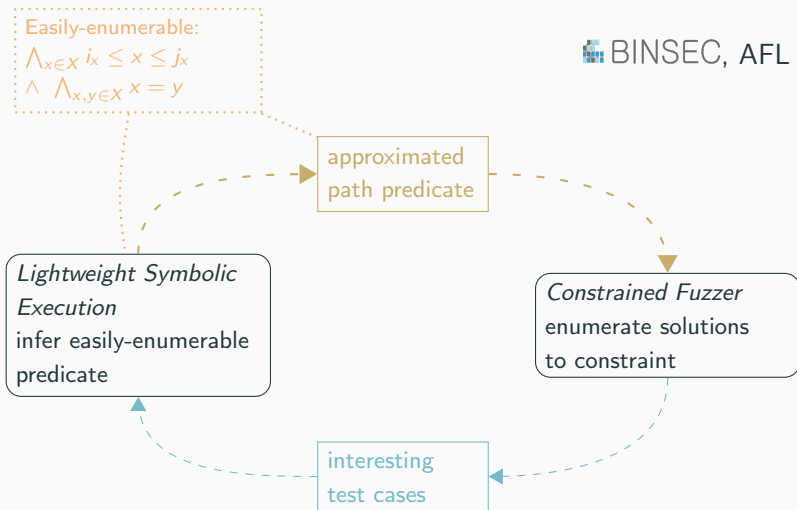 Easily-enumerable:
⋀x∈X ix ≤ x ≤ jx
∧ ⋀x,y∈X x = y
BINSEC, AFL
approximated
path predicate
Lightweight Symbolic
Execution
infer easily-enumerable
predicate
Constrained Fuzzer
enumerate solutions
to constraint
interesting
test cases